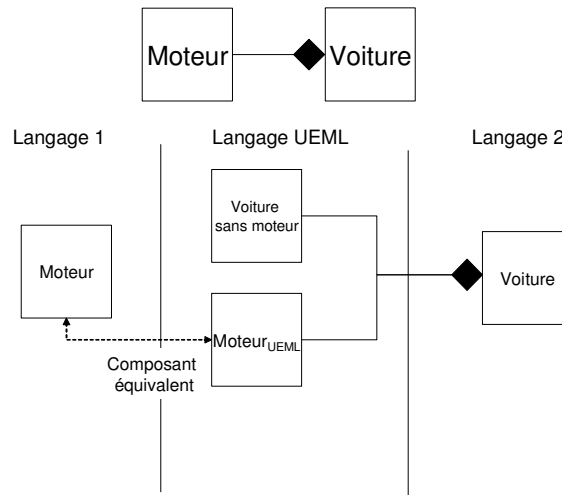 Moteur
Voiture
Langage 1
Langage UEML
Langage 2
Voiture
sans moteur
Moteur
Voiture
MoteurUEML
Composant
équivalent